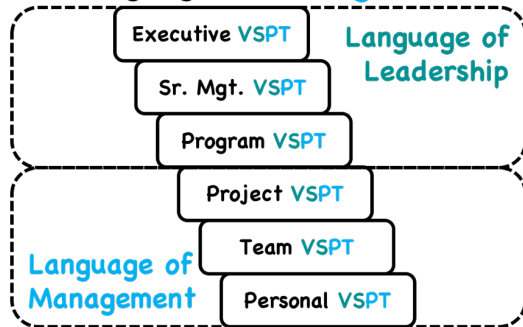 Executive VSPT
Language of
Leadership
Sr. Mgt. VSPT
Program VSPT
Project VSPT
Team VSPT
Language of
Management
Personal VSPT